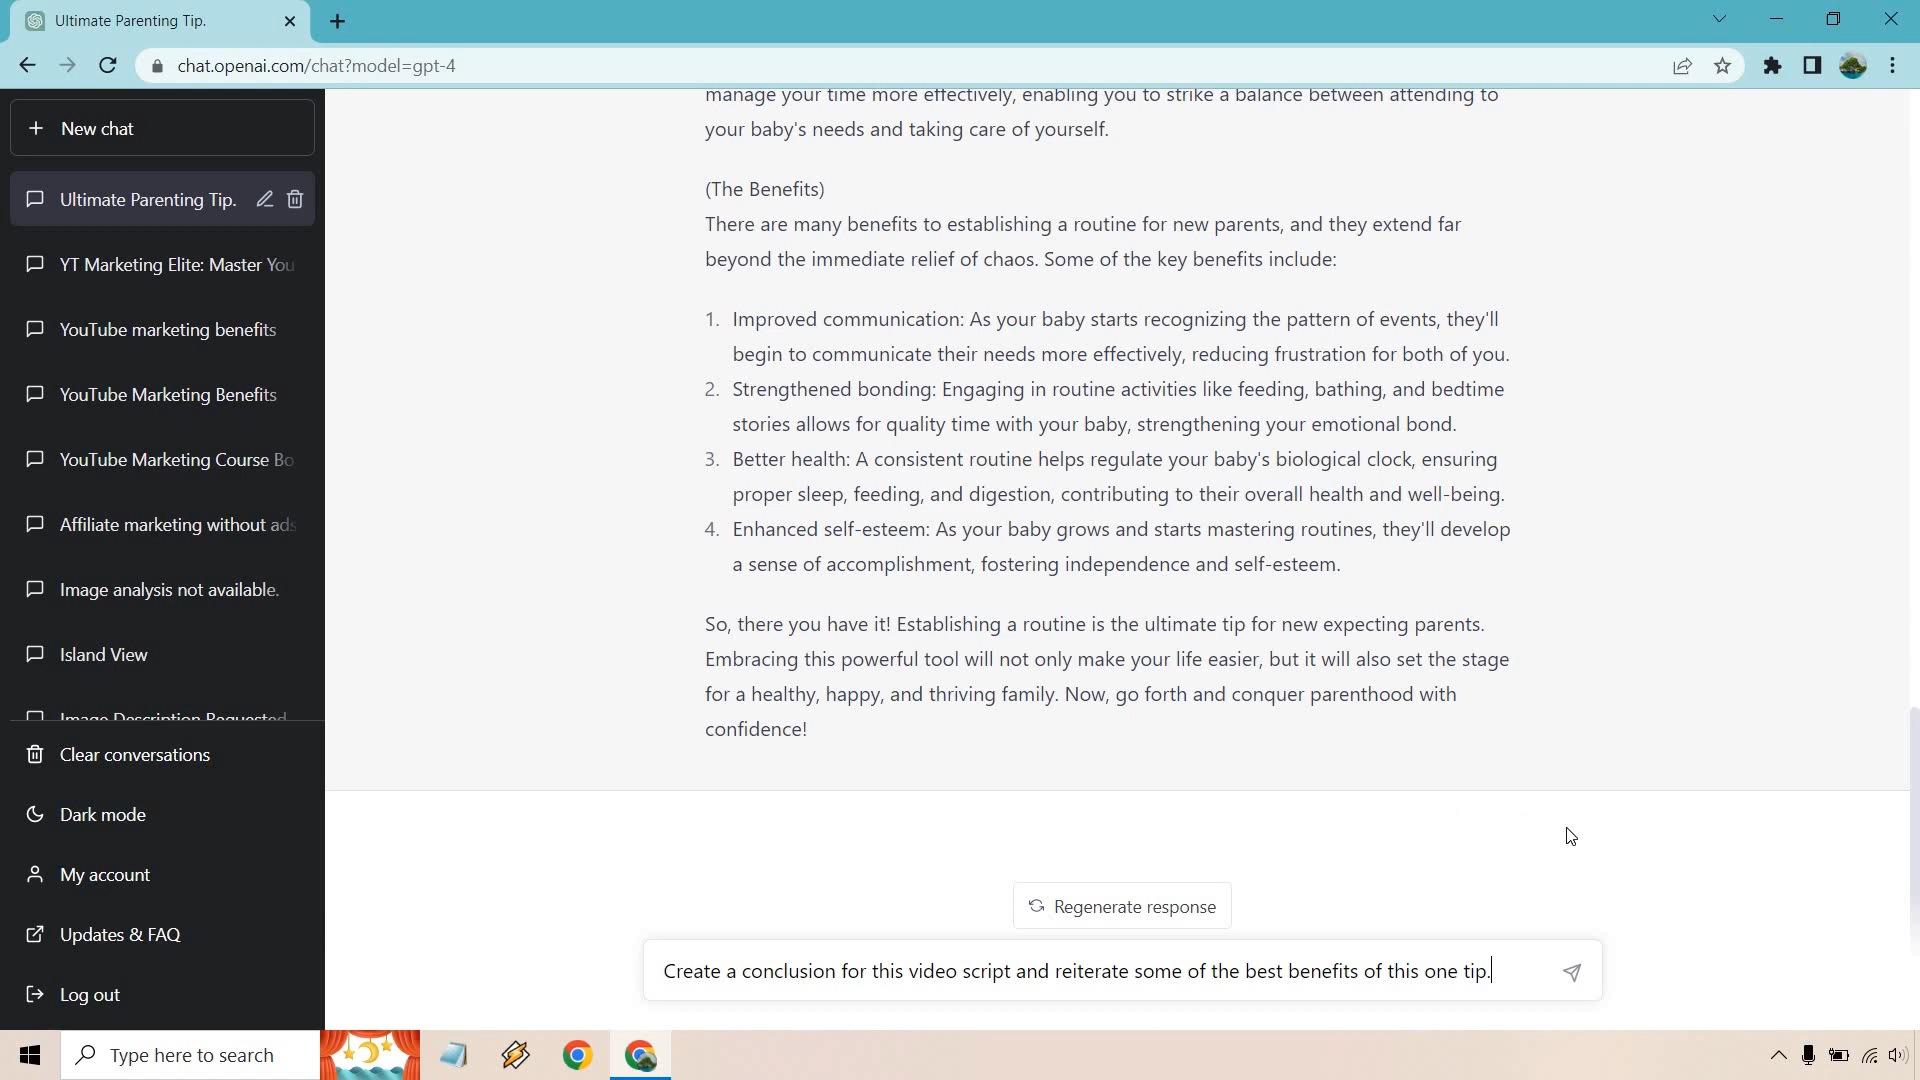 Ultimate Parenting Tip.
chat.openai.com/chat?model=gpt-4
New chat
Ultimate Parenting Tip.
YT Marketing Elite: Master You
YouTube marketing benefits
YouTube Marketing Benefits
YouTube Marketing Course Bo
Affiliate marketing without ads
Image analysis not available.
Island View
Image Description Requested
Clear conversations
Dark mode
My account
Updates & FAQ
Log out
manage your time more effectively, enabling you to strike a balance between attending to
your baby's needs and taking care of yourself.
(The Benefits)
There are many benefits to establishing a routine for new parents, and they extend far
beyond the immediate relief of chaos. Some of the key benefits include:
1. Improved communication: As your baby starts recognizing the pattern of events, they'll
begin to communicate their needs more effectively, reducing frustration for both of you.
2. Strengthened bonding: Engaging in routine activities like feeding, bathing, and bedtime
stories allows for quality time with your baby, strengthening your emotional bond.
3. Better health: A consistent routine helps regulate your baby's biological clock, ensuring
proper sleep, feeding, and digestion, contributing to their overall health and well-being.
4. Enhanced self-esteem: As your baby grows and starts mastering routines, they'll develop
a sense of accomplishment, fostering independence and self-esteem.
So, there you have it! Establishing a routine is the ultimate tip for new expecting parents.
Embracing this powerful tool will not only make your life easier, but it will also set the stage
for a healthy, happy, and thriving family. Now, go forth and conquer parenthood with
confidence!
Regenerate response
Create a conclusion for this video script and reiterate some of the best benefits of this one tip.
Type here to search